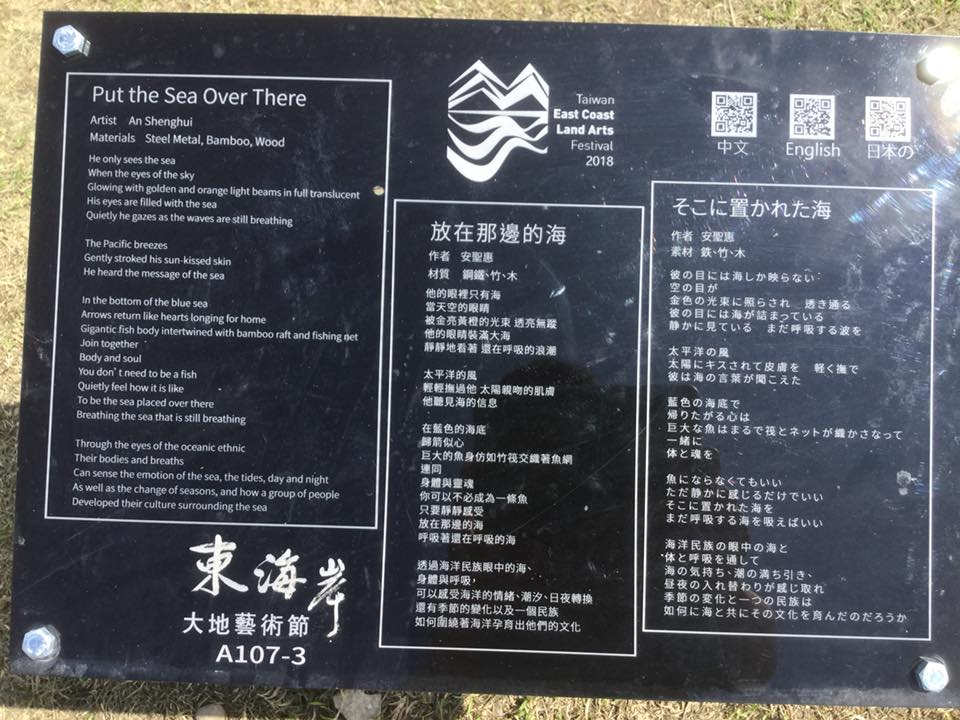 Put the Sea Over There
Artist An Shenghui
Materials Steel Metal, Bamboo, Wood
He only sees the sea
When the eyes of the sky
Glowing with golden and orange light beams in full translucent
His eyes are filled with the sea
Quietly he gazes as the waves are still breathing
The Pacific breezes
Gently stroked his sun-kissed skin
He heard the message of the sea
In the bottom of the blue sea
Arrows return like hearts longing for home
Gigantic fish body intertwined with bamboo raft and fishing net
Join together
Body and soul
You don't need to be a fish
Quietly feel how it is like
To be the sea placed over there
Breathing the sea that is still breathing
Through the eyes of the oceanic ethnic
Their bodies and breaths
Can sense the emotion of the sea, the tides, day and night
As well as the change of seasons, and how a group of people
Developed their culture surrounding the sea
東海岸
大地藝術節
A107-3
Taiwan
East Coast
Land Arts
Festival
2018
中文
English
日本の
放在那邊的海
作者 安聖惠
材質 鋼鐵、竹、木
他的眼裡只有海
當天空的眼睛
被金亮黃橙的光束 透亮無蹤
他的眼睛裝滿大海
靜靜地看著 還在呼吸的浪潮
太平洋的風
輕輕撫過他 太陽親吻的肌膚
他聽見海的信息
在藍色的海底
歸箭似心
巨大的魚身仿如竹筏交織著魚網
連同
身體與靈魂
你可以不必成為一條魚
只要靜靜感受
放在那邊的海
呼吸著還在呼吸的海
透過海洋民族眼中的海、
身體與呼吸,
可以感受海洋的情緒、潮汐、日夜轉換
還有季節的變化以及一個民族
如何圍繞著海洋孕育出他們的文化
そこに置かれた海
作者 安聖惠
素材 鉄、竹、木
彼の目には海しか映らない
空の目が
金色の光束に照らされ 透き通る
彼の目には海が詰まっている
静かに見ている まだ呼吸する波を
太平洋の風
太陽にキスされて皮膚を 軽く撫で
彼は海の言葉が聞こえた
藍色の海底で
帰りたがる心は
巨大な魚はまるで筏とネットが織かさなって
一緒に
体と魂を
魚にならなくてもいい
ただ静かに感じるだけでいい
そこに置かれた海を
まだ呼吸する海を吸えばいい
海洋民族の眼中の海と
体と呼吸を通して
海の気持ち、潮の満ち引き、
昼夜の入れ替わりが感じ取れ
季節の変化と一つの民族は
如何に海と共にその文化を育んだのだろうか